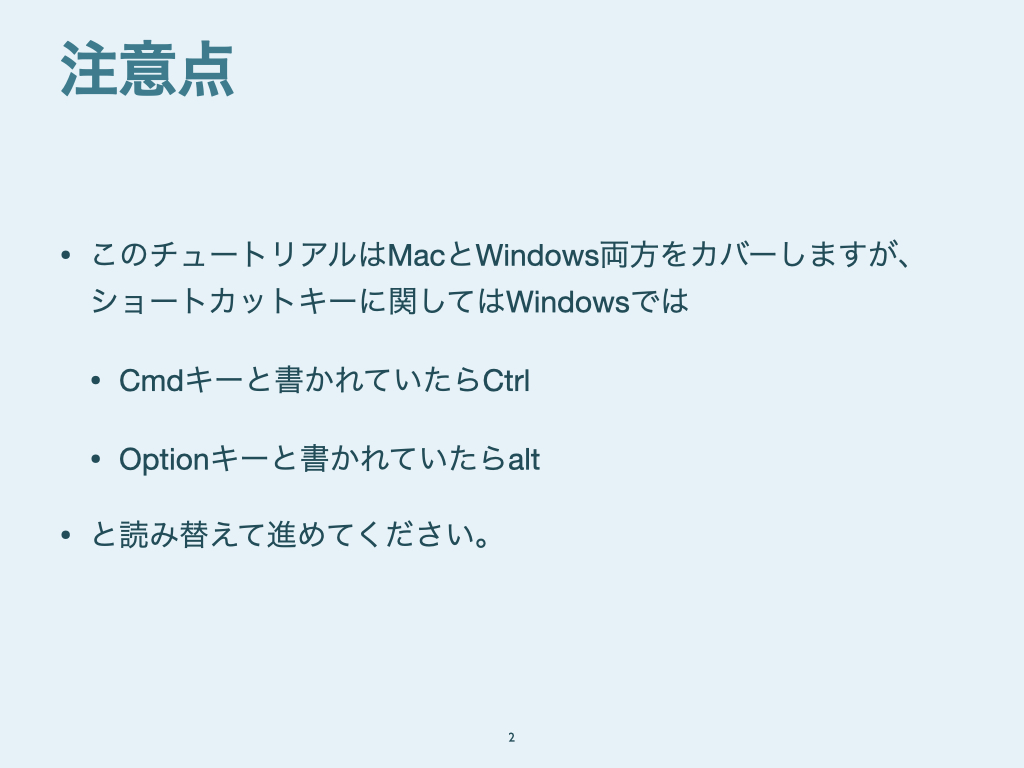 注意点
• このチュートリアルはMacとWindows両方をカバーしますが、
ショートカットキーに関してはWindowsでは
• Cmdキーと書かれていたらCtrl
• Optionキーと書かれていたらalt
• と読み替えて進めてください。
2